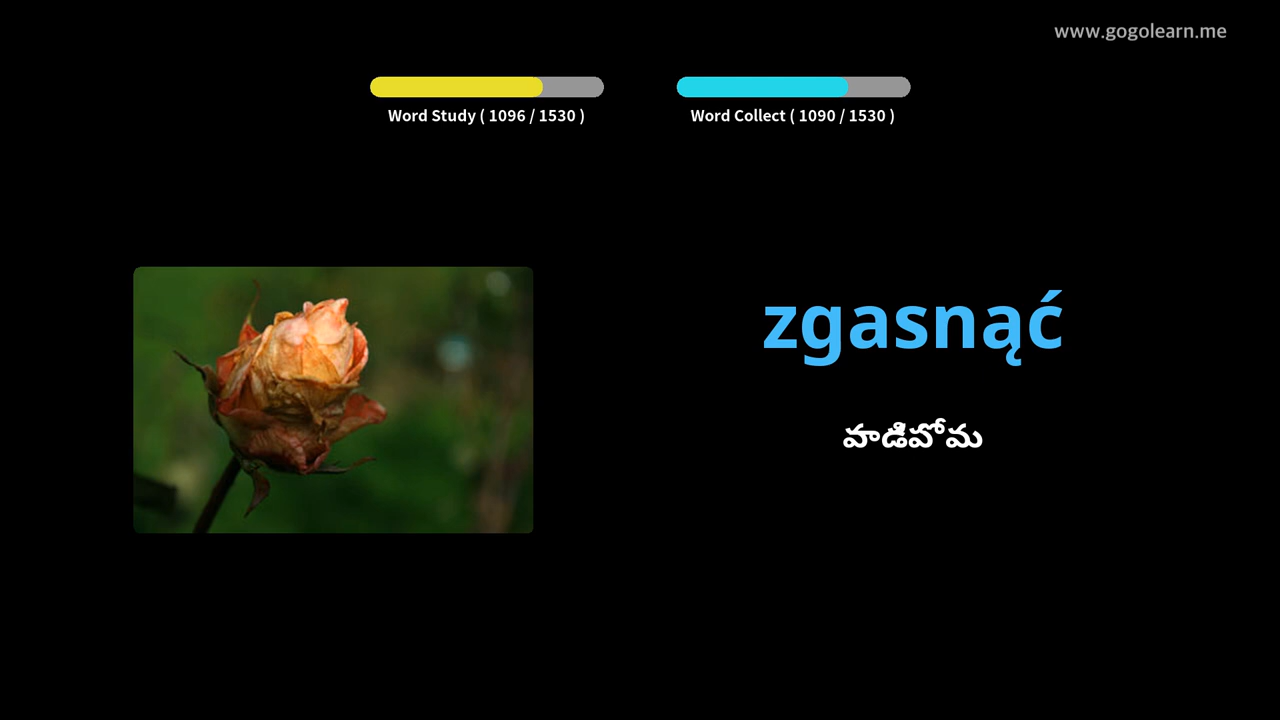 www.gogolearn.me
Word Study ( 1096 / 1530 )
Word Collect ( 1090 / 1530 )
zgasnąć
వాడిపోవు